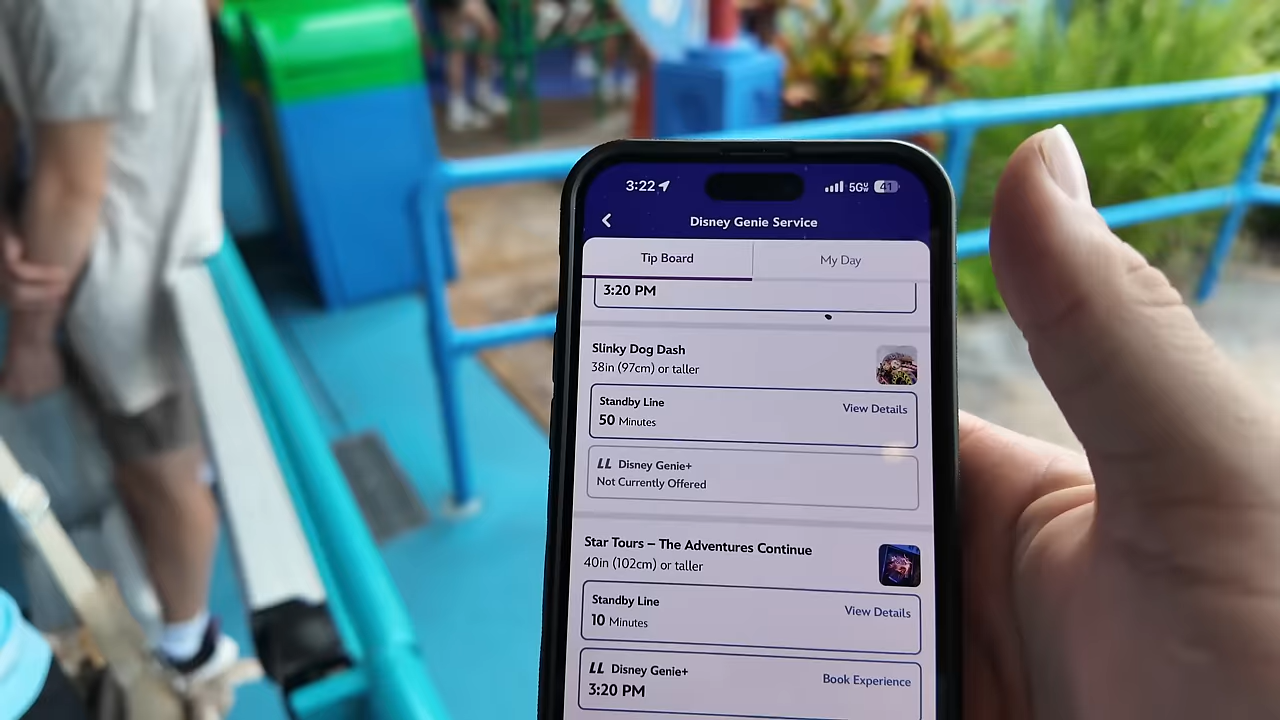 3:22 5G 41
Disney Genie Service
Tip Board My Day
3:20 PM
Slinky Dog Dash
38in (97cm) or taller
Standby Line View Details
50 Minutes
LL Disney Genie+
Not Currently Offered
Star Tours – The Adventures Continue
40in (102cm) or taller
Standby Line View Details
10 Minutes
LL Disney Genie+ Book Experience
3:20 PM